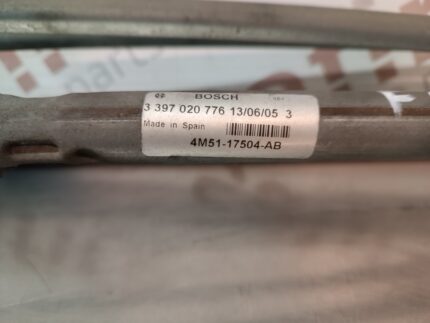 BOSCH
3 397 020 776 13/06/05 3
Made in Spain
4M51-17504-AB